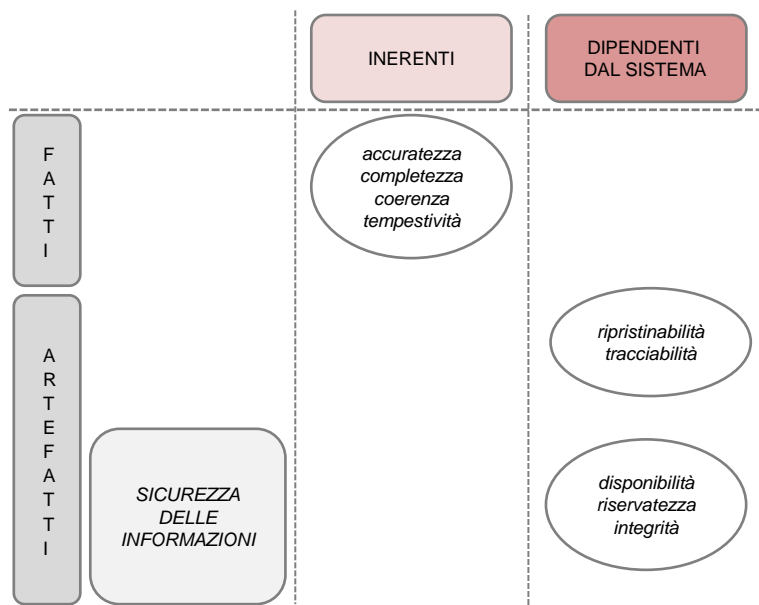 INERENTI
DIPENDENTI
DAL SISTEMA
F
A
T
T
I
accuratezza
completezza
coerenza
tempestività
A
R
T
E
F
A
T
T
I
ripristinabilità
tracciabilità
SICUREZZA
DELLE
INFORMAZIONI
disponibilità
riservatezza
integrità